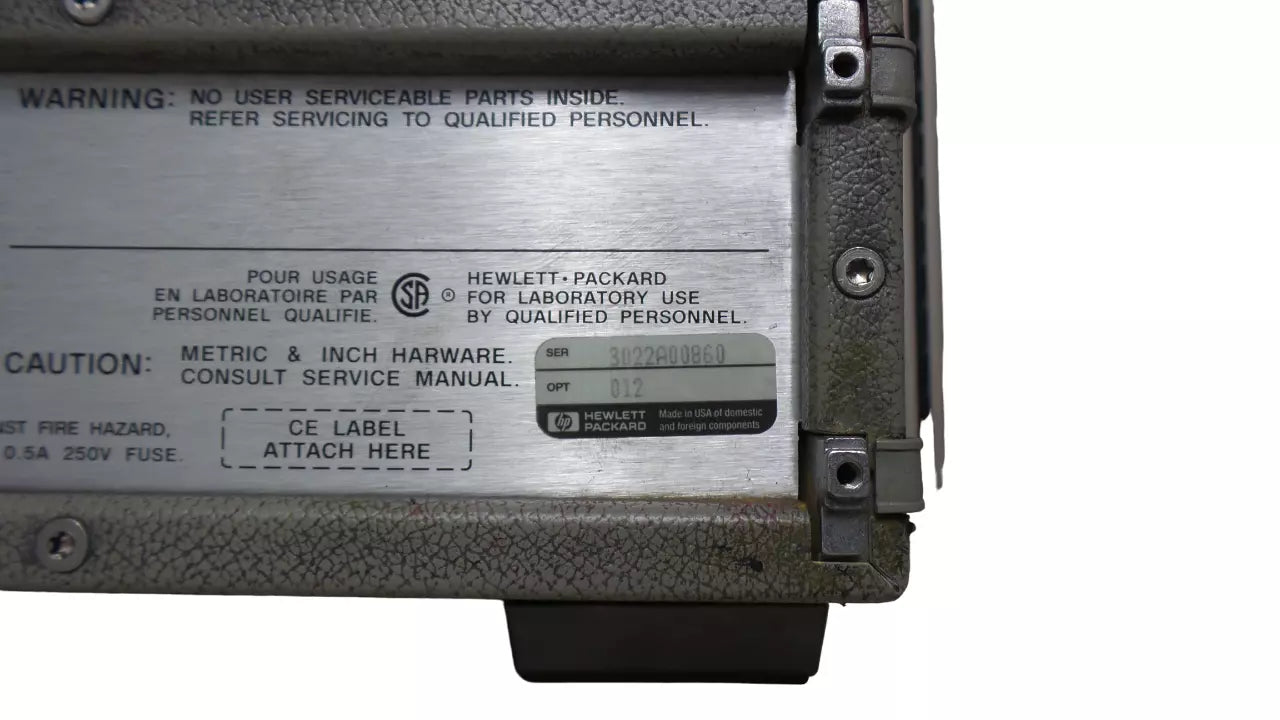 WARNING: NO USER SERVICEABLE PARTS INSIDE.
REFER SERVICING TO QUALIFIED PERSONNEL.
POUR USAGE
EN LABORATOIRE PAR
PERSONNEL QUALIFIE.
SA ®
HEWLETT•PACKARD
FOR LABORATORY USE
BY QUALIFIED PERSONNEL.
CAUTION: METRIC & INCH HARWARE.
CONSULT SERVICE MANUAL.
SER 3022A00860
OPT 012
hp HEWLETT
PACKARD
Made in USA of domestic
and foreign components
NST FIRE HAZARD,
0.5A 250V FUSE.
CE LABEL
ATTACH HERE